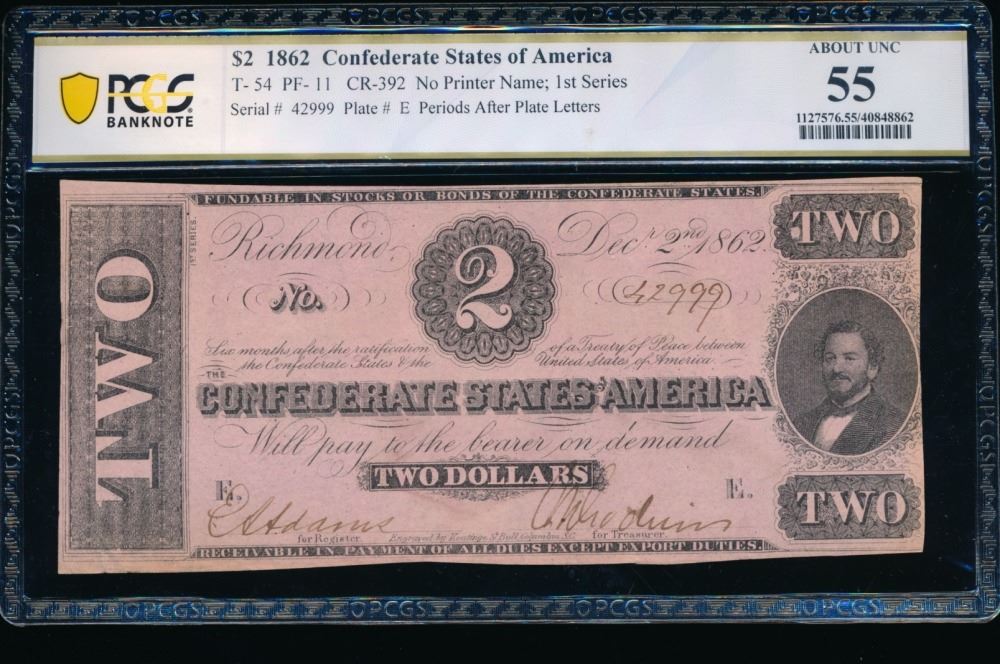 $2 1862 Confederate States of America
T- 54 PF- 11 CR-392 No Printer Name; 1st Series
Serial # 42999 Plate # E Periods After Plate Letters
PCGS
BANKNOTE
ABOUT UNC
55
1127576.55/40848862
FUNDABLE IN STOCKS OR BONDS OF THE CONFEDERATE STATES.
1ST SERIES.
TWO
Richmond, 2 Decr. 2nd 1862.
TWO
No. 42999
Six months after the ratification of a Treaty of Peace between
the Confederate States & the United States of America.
THE
CONFEDERATE STATES OF AMERICA
Will pay to the bearer on demand
TWO DOLLARS
E. E.
TWO
E Addams
for Register. Engraved by Keatinge & Ball, Columbia, S.C. for Treasurer.
RECEIVABLE IN PAYMENT OF ALL DUES EXCEPT EXPORT DUTIES.
PCGS PCGS PCGS PCGS